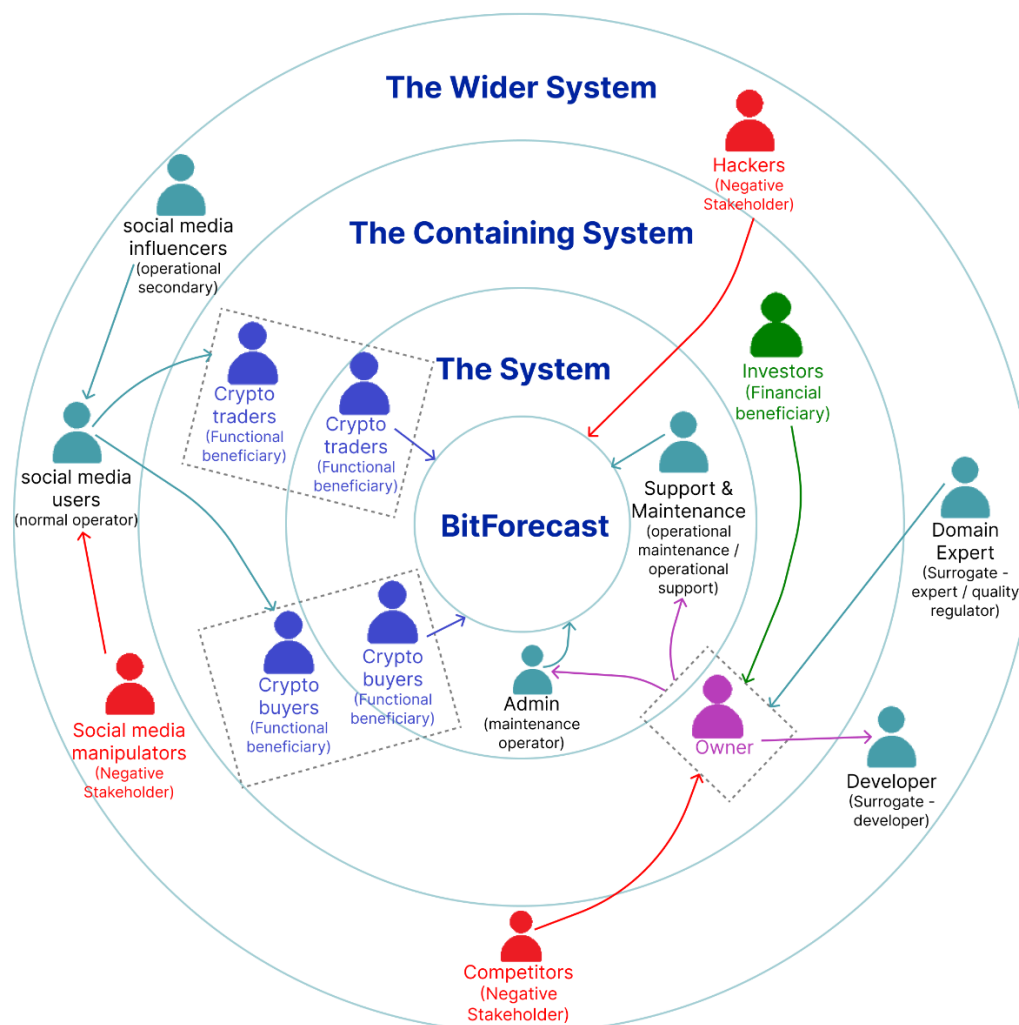 The Wider System
Hackers
(Negative
Stakeholder)
social media
influencers
(operational
secondary)
The Containing System
Investors
(Financial
beneficiary)
The System
Crypto
traders
(Functional
beneficiary)
Crypto
traders
(Functional
beneficiary)
social media
users
(normal operator)
BitForecast
Support &
Maintenance
(operational
maintenance /
operational
support)
Domain
Expert
(Surrogate -
expert / quality
regulator)
Crypto
buyers
(Functional
beneficiary)
Crypto
buyers
(Functional
beneficiary)
Admin
(maintenance
operator)
Social media
manipulators
(Negative
Stakeholder)
Owner
Developer
(Surrogate -
developer)
Competitors
(Negative
Stakeholder)